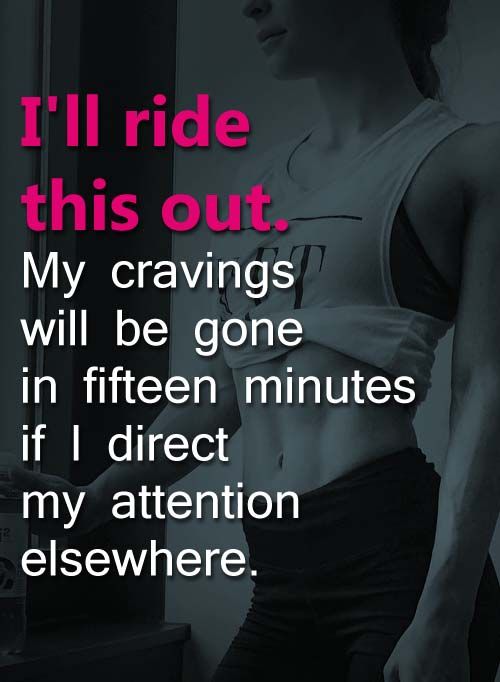 I'll ride
this out.
My cravings
will be gone
in fifteen minutes
if I direct
my attention
elsewhere.